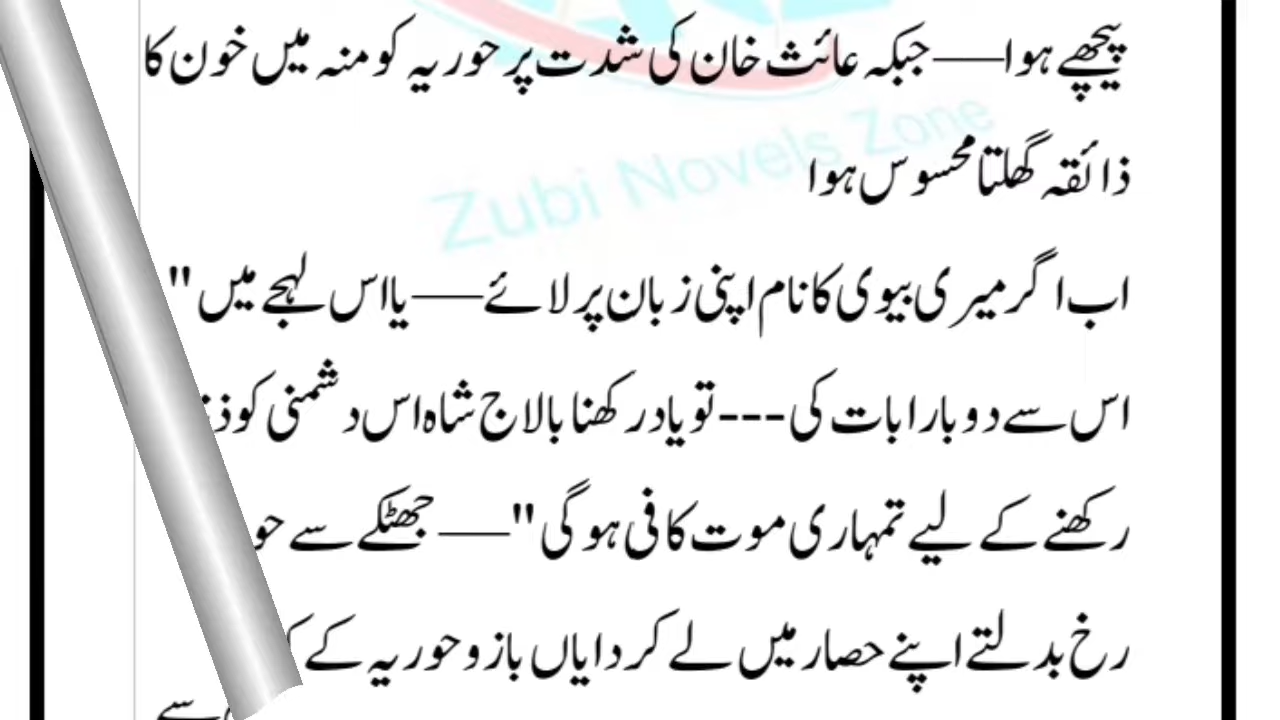 پیچھے ہوا——جبکہ عائث خان کی شدت پر حوریہ کو منہ میں خون کا
Zubi Novels Zone
ذائقہ گھلتا محسوس ہوا
اب اگر میری بیوی کا نام اپنی زبان پر لائے——یا اس لہجے میں "
اس سے دوبارا بات کی---تو یاد رکھنا بالاج شاہ اس دشمنی کو
رکھنے کے لیے تمہاری موت کافی ہو گی "——جھٹکے سے
رخ بدلتے اپنے حصار میں لے کر دایاں بازو حوریہ کے
سے